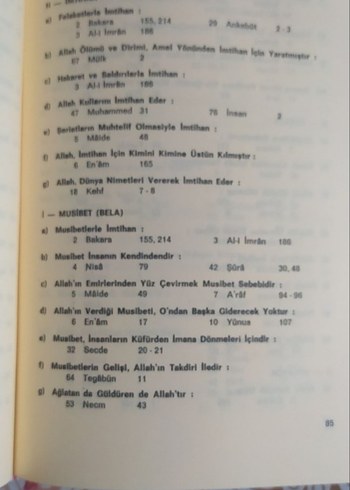 a) Felaketlerle İmtihan :
2 Bakara 155, 214 29 Ankebût 2 - 3
3 Al-i İmrân 186
b) Allah Ölümü ve Dirimi, Amel Yönünden İmtihan İçin Yaratmıştır :
67 Mülk 2
c) Hakaret ve Saldırılarla İmtihan :
3 Al-i İmrân 186
d) Allah Kullarını İmtihan Eder :
47 Muhammed 31 76 İnsan 2
e) Şeriatların Muhtelif Olmasiyle İmtihan :
5 Mâide 48
f) Allah, İmtihan İçin Kimini Kimine Üstün Kılmıştır :
6 En'âm 165
g) Allah, Dünya Nimetleri Vererek İmtihan Eder :
18 Kehf 7 - 8
I — MUSİBET (BELA)
a) Musibetlerle İmtihan :
2 Bakara 155, 214 3 Al-i İmrân 186
b) Musibet İnsanın Kendindendir :
4 Nisâ 79 42 Şûrâ 30, 48
c) Allah'ın Emirlerinden Yüz Çevirmek Musibet Sebebidir :
5 Mâide 49 7 A'râf 94 - 96
d) Allah'ın Verdiği Musibeti, O'ndan Başka Giderecek Yoktur :
6 En'âm 17 10 Yûnus 107
e) Musibet, İnsanların Küfürden İmana Dönmeleri İçindir :
32 Secde 20 - 21
f) Musibetlerin Gelişi, Allah'ın Takdiri İledir :
64 Teğâbün 11
g) Ağlatan da Güldüren de Allah'tır :
53 Necm 43